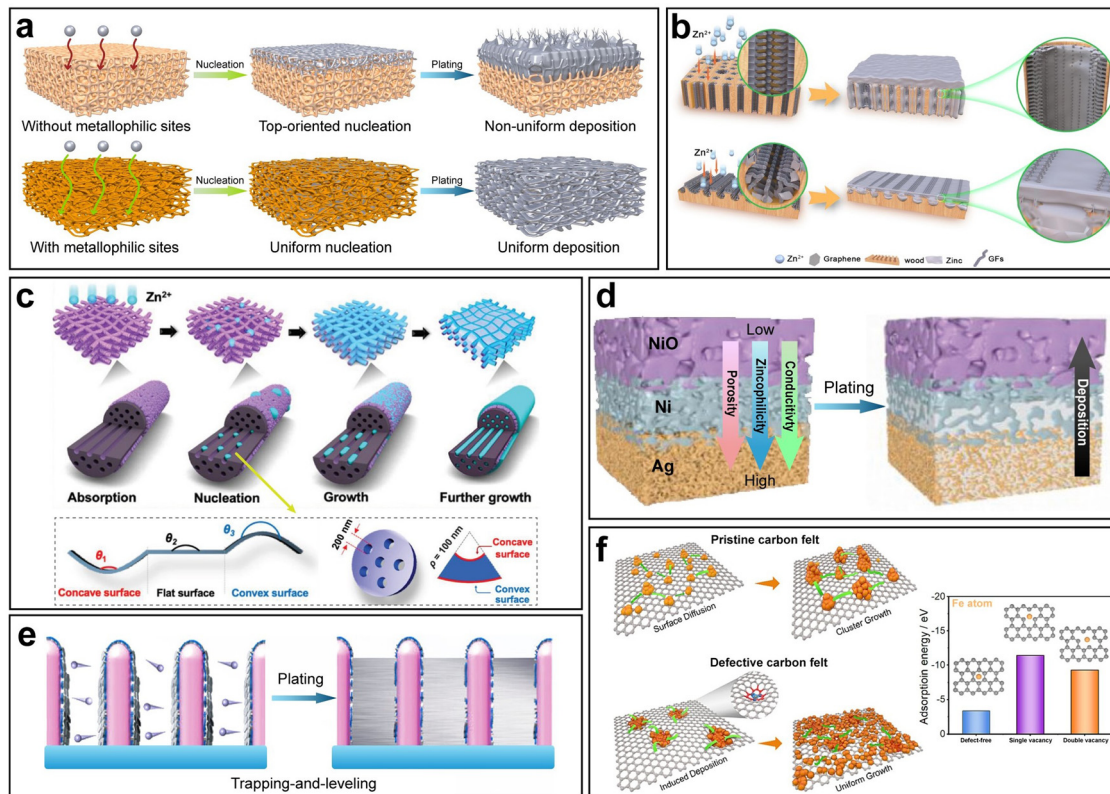 a
Nucleation
Plating
Without metallophilic sites
Top-oriented nucleation
Non-uniform deposition
Nucleation
Plating
With metallophilic sites
Uniform nucleation
Uniform deposition
b
Zn²⁺
Zn²⁺
Zn²⁺ Graphene wood Zinc GFs
c
Zn²⁺
Absorption
Nucleation
Growth
Further growth
θ₁
θ₂
θ₃
Concave surface
Flat surface
Convex surface
200 nm
ρ = 100 nm
Concave surface
Convex surface
d
NiO
Ni
Ag
Low
Porosity
Zincophilicity
Conducitivty
High
Plating
Deposition
e
Plating
Trapping-and-leveling
f
Pristine carbon felt
Surface Diffusion
Cluster Growth
Defective carbon felt
Induced Deposition
Uniform Growth
Fe atom
Adsorptioin energy / eV
-20
-15
-10
-5
0
Defect-free
Single vacancy
Double vacancy